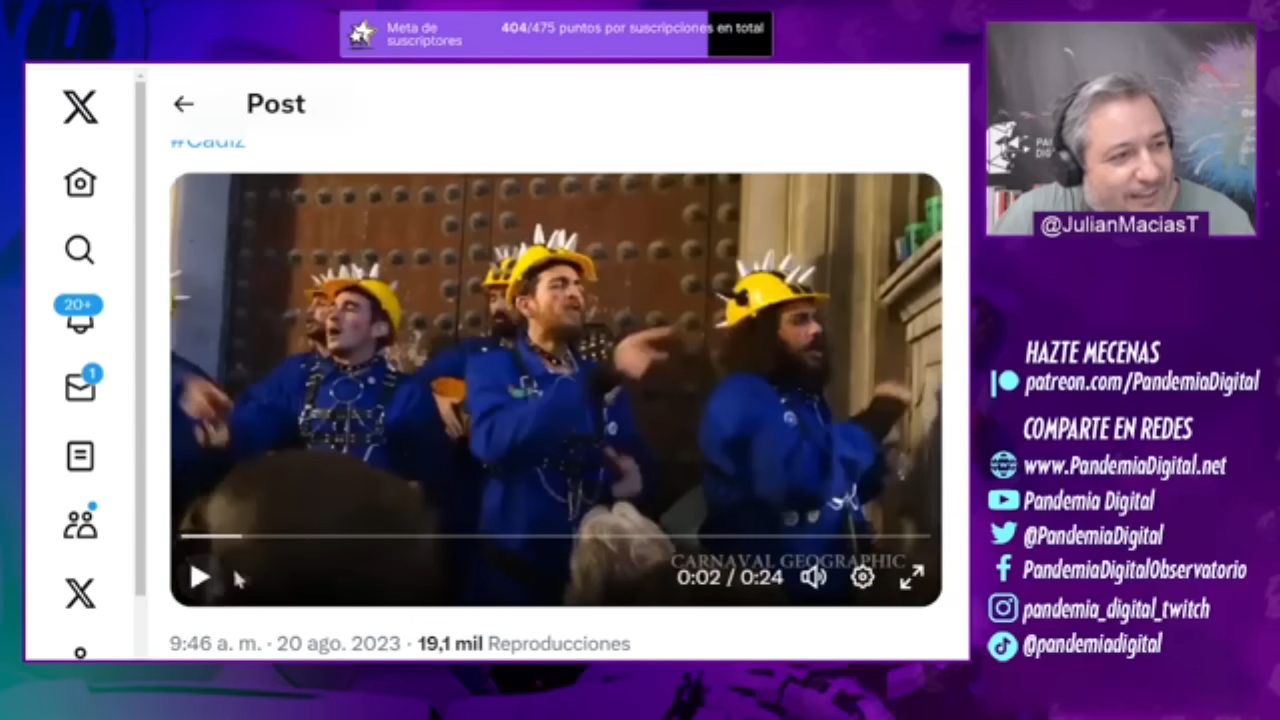 Meta de
suscriptores
404/475 puntos por suscripciones en total
Post
#Cádiz
20+
1
CARNAVAL GEOGRAPHIC
0:02 / 0:24
9:46 a. m. · 20 ago. 2023 · 19,1 mil Reproducciones
@JulianMaciasT
HAZTE MECENAS
patreon.com/PandemiaDigital
COMPARTE EN REDES
www.PandemiaDigital.net
Pandemia Digital
@PandemiaDigital
PandemiaDigitalObservatorio
pandemia_digital_twitch
@pandemiadigital